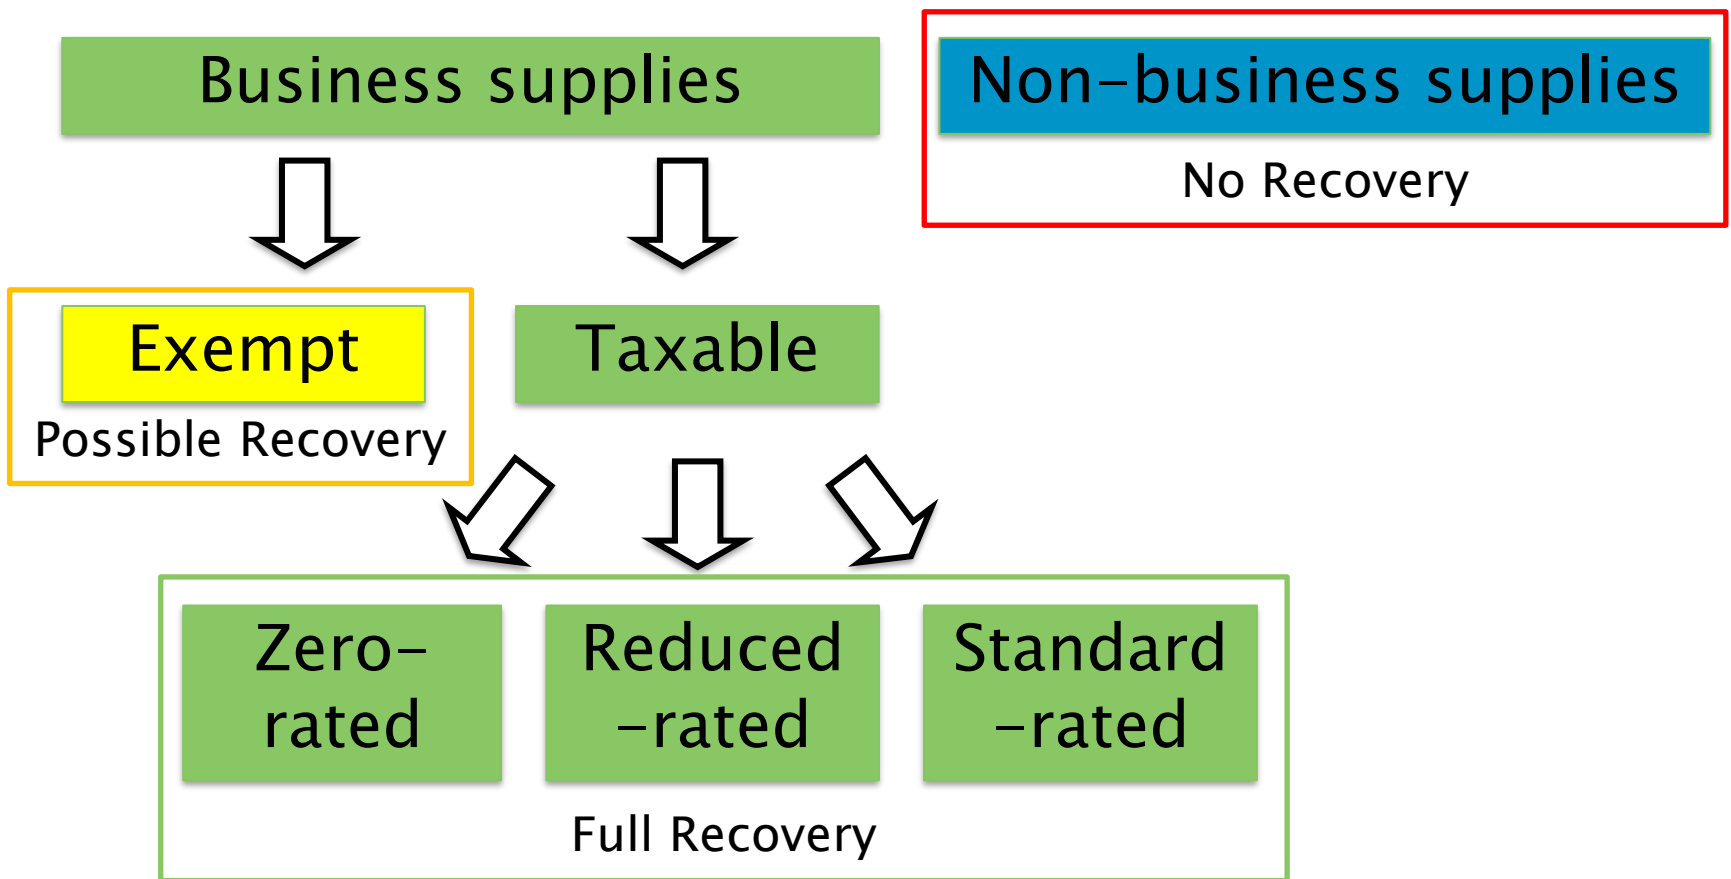 Business supplies
Non-business supplies
No Recovery
Exempt
Taxable
Possible Recovery
Zero-
rated
Reduced
-rated
Standard
-rated
Full Recovery